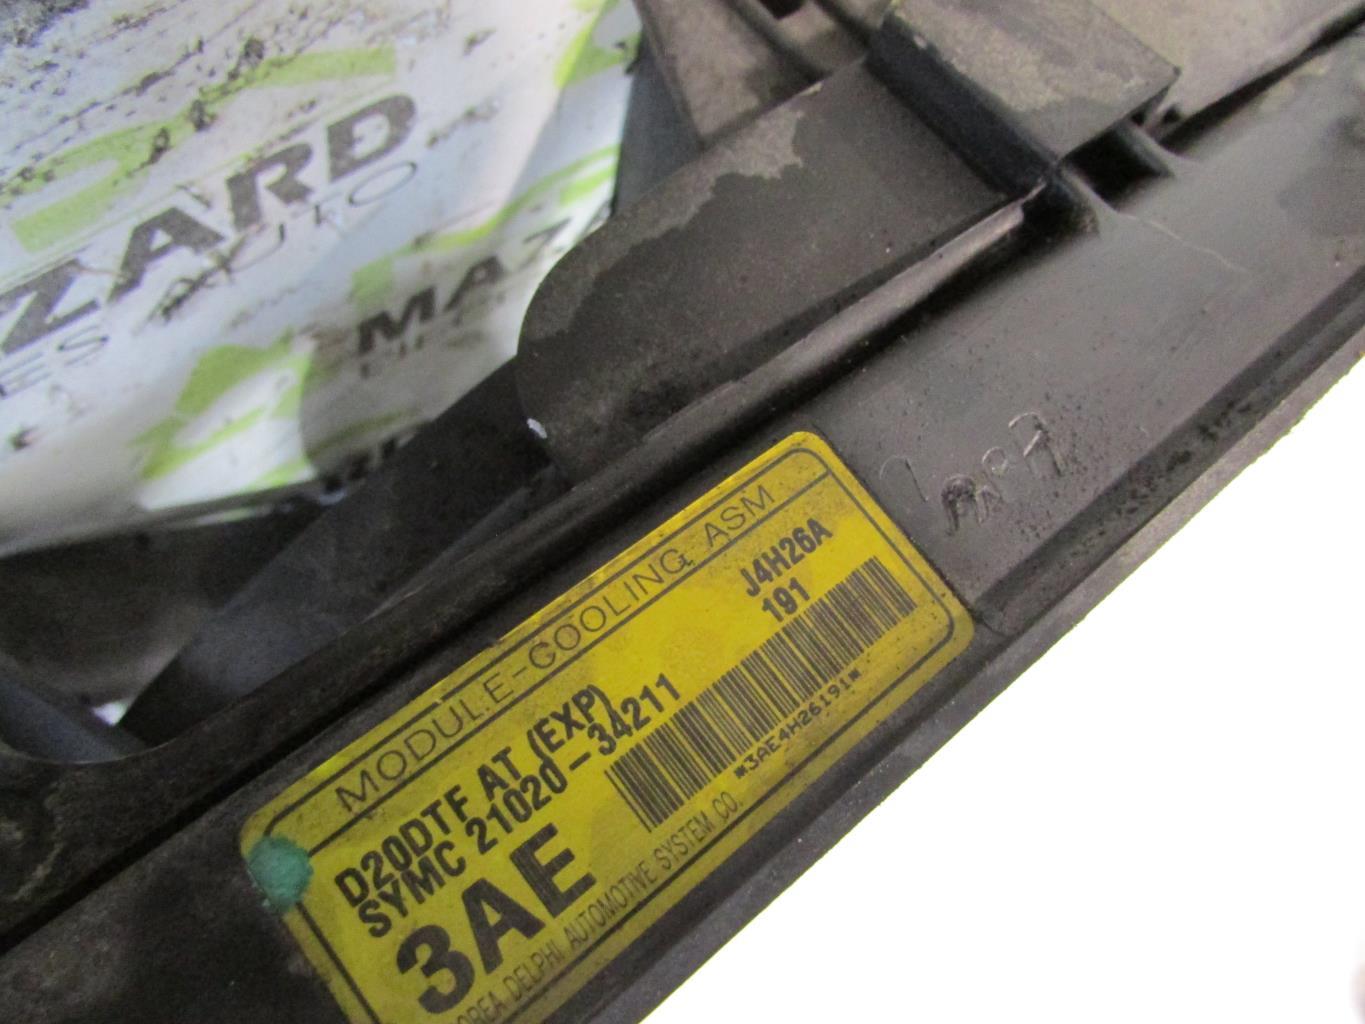 ZARD
AUTO
MODULE-COOLING ASM
D20DTF AT (EXP)
J4H26A
SYMC 21020-34211
191
3AE
*3AE4H26191*
KOREA DELPHI AUTOMOTIVE SYSTEM CO.